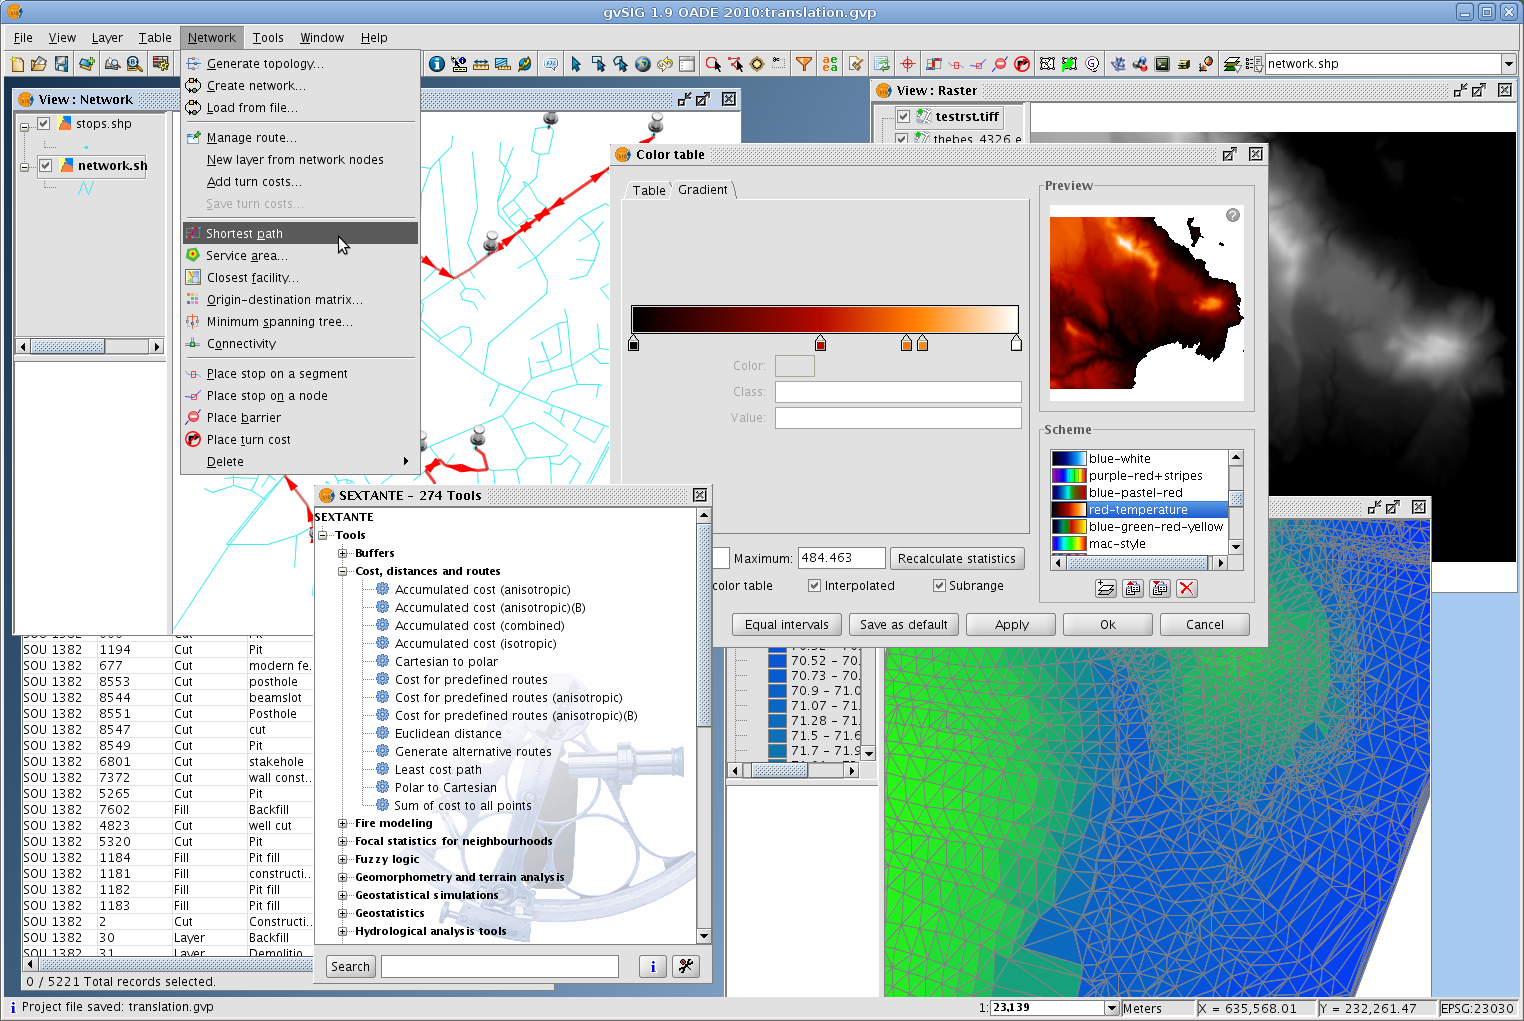 gvSIG 1.9 OADE 2010:translation.gvp
File View Layer Table Network Tools Window Help
network.shp
Generate topology...
Create network...
Load from file...
Manage route...
New layer from network nodes
Add turn costs...
Save turn costs...
Shortest path
Service area...
Closest facility...
Origin-destination matrix...
Minimum spanning tree...
Connectivity
Place stop on a segment
Place stop on a node
Place barrier
Place turn cost
Delete
View : Network
stops.shp
network.sh
View : Raster
testrst.tiff
thebes_4326_e
Color table
Table Gradient
Color:
Class:
Value:
Preview
Scheme
blue-white
purple-red+stripes
blue-pastel-red
red-temperature
blue-green-red-yellow
mac-style
Maximum: 484.463 Recalculate statistics
color table Interpolated Subrange
Equal intervals Save as default Apply Ok Cancel
SEXTANTE - 274 Tools
SEXTANTE
Tools
Buffers
Cost, distances and routes
Accumulated cost (anisotropic)
Accumulated cost (anisotropic)(B)
Accumulated cost (combined)
Accumulated cost (isotropic)
Cartesian to polar
Cost for predefined routes
Cost for predefined routes (anisotropic)
Cost for predefined routes (anisotropic)(B)
Euclidean distance
Generate alternative routes
Least cost path
Polar to Cartesian
Sum of cost to all points
Fire modeling
Focal statistics for neighbourhoods
Fuzzy logic
Geomorphometry and terrain analysis
Geostatistical simulations
Geostatistics
Hydrological analysis tools
Search
SOU 1382 1194 Cut Pit
SOU 1382 677 Cut modern fe.
SOU 1382 8553 Cut posthole
SOU 1382 8544 Cut beamslot
SOU 1382 8551 Cut Posthole
SOU 1382 8547 Cut cut
SOU 1382 8549 Cut Pit
SOU 1382 6801 Cut stakehole
SOU 1382 7372 Cut wall const..
SOU 1382 5265 Cut Pit
SOU 1382 7602 Fill Backfill
SOU 1382 4823 Cut well cut
SOU 1382 5320 Cut Pit
SOU 1382 1184 Fill Pit fill
SOU 1382 1181 Fill constructi..
SOU 1382 1182 Fill Pit fill
SOU 1382 1183 Fill Pit fill
SOU 1382 2 Cut Constructi..
SOU 1382 30 Layer Backfill
SOU 1382 31 Layer Demolitio
0 / 5221 Total records selected.
70.52 - 70.
70.73 - 71
70.9 - 71.0
71.07 - 71.
71.28 - 71.
71.5 - 71.6
71.7 - 71.9
Project file saved: translation.gvp
1: 23,139 Meters X = 635,568.01 Y = 232,261.47 EPSG:23030